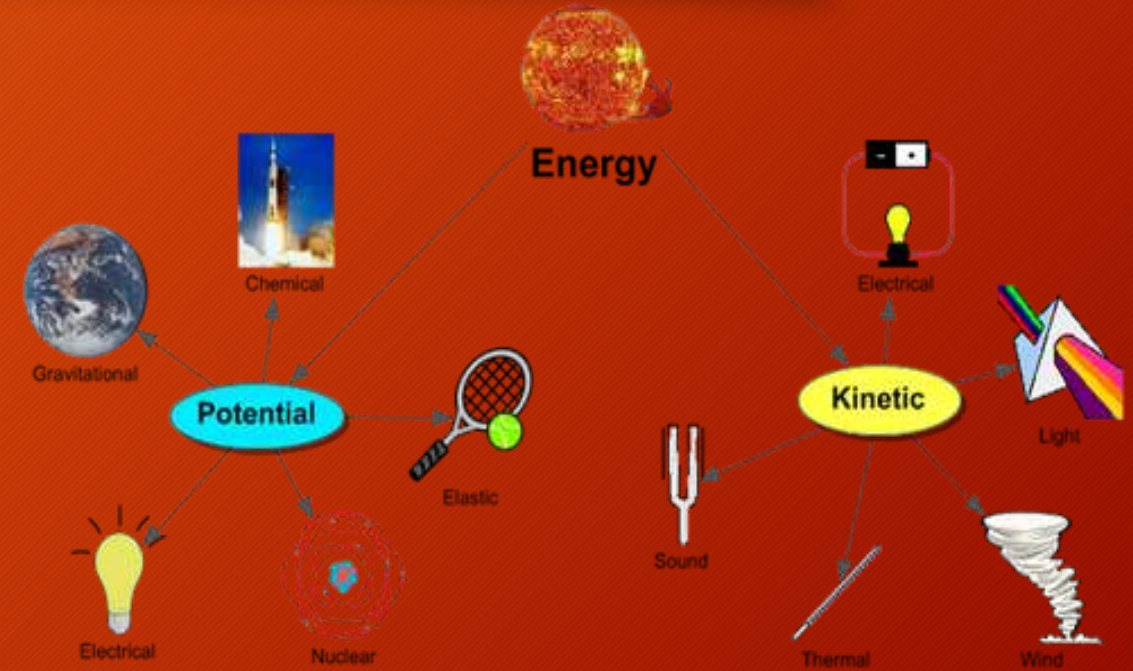 Energy
Chemical
Electrical
Gravitational
Potential
Kinetic
Light
Elastic
Sound
Electrical
Nuclear
Thermal
Wind